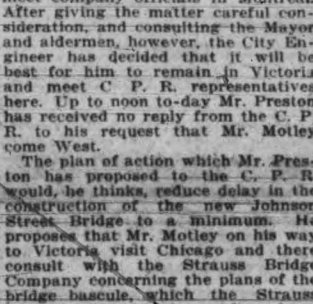 meet company officials in Montreal.
After giving the matter careful con-
sideration, and consulting the Mayor
and aldermen, however, the City En-
gineer has decided that it will be
best for him to remain in Victoria
and meet C P. R. representatives
here. Up to noon to-day Mr. Preston
has received no reply from the C. P.
R. to his request that Mr. Motley
come West.
The plan of action which Mr. Pres-
ton has proposed to the C. P. R.
would, he thinks, reduce delay in the
construction of the new Johnson
Street Bridge to a minimum. He
proposes that Mr. Motley on his way
to Victoria visit Chicago and there
consult with the Strauss Bridge
Company concerning the plans of the
bridge bascule, which the Strauss